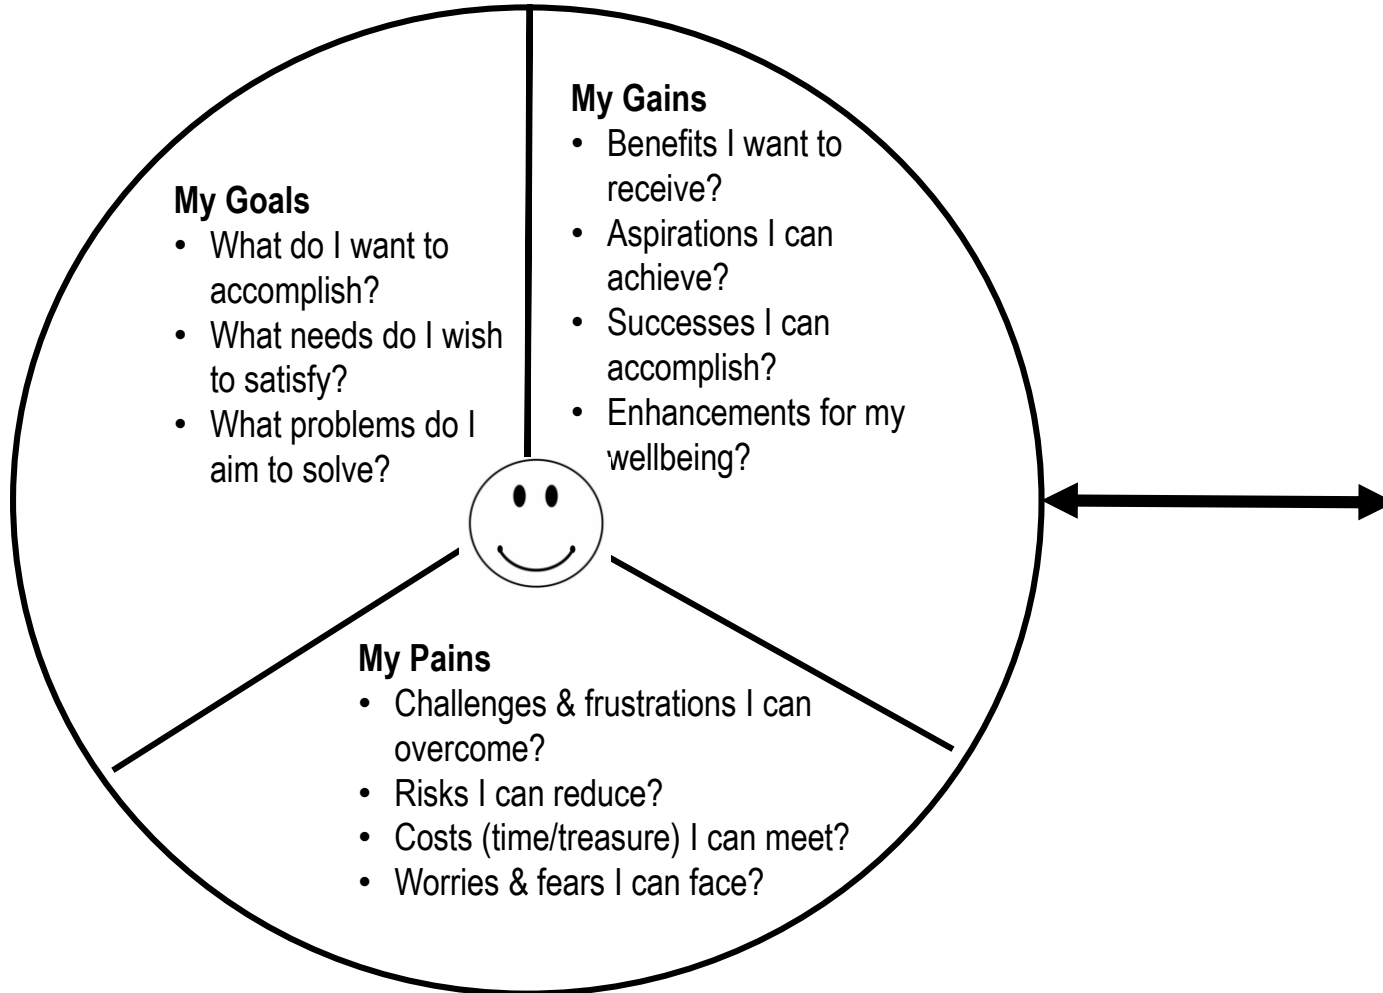 My Goals
• What do I want to
accomplish?
• What needs do I wish
to satisfy?
• What problems do I
aim to solve?
My Gains
• Benefits I want to
receive?
• Aspirations I can
achieve?
• Successes I can
accomplish?
• Enhancements for my
wellbeing?
My Pains
• Challenges & frustrations I can
overcome?
• Risks I can reduce?
• Costs (time/treasure) I can meet?
• Worries & fears I can face?